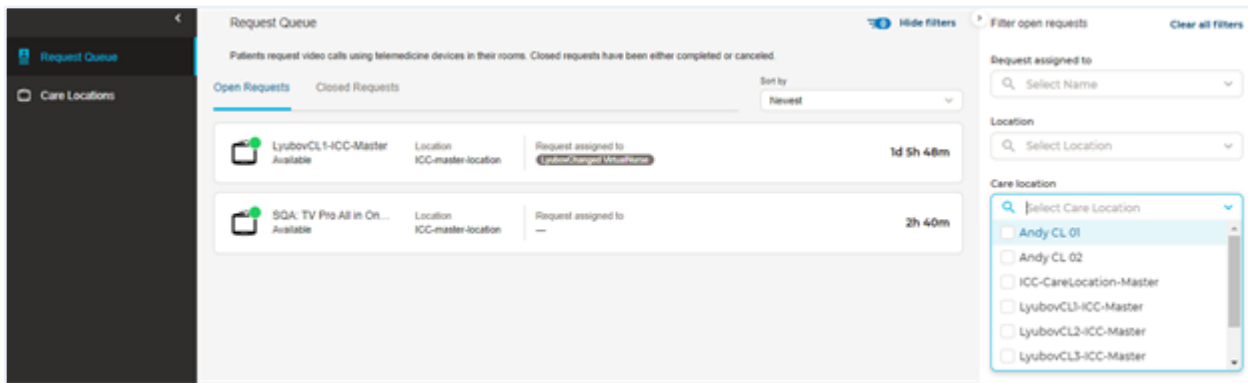 Request Queue
Care Locations
Request Queue
Hide filters
Patients request video calls using telemedicine devices in their rooms. Closed requests have been either completed or canceled.
Open Requests
Closed Requests
Sort by
Newest
LyubovCL1-ICC-Master
Available
Location
ICC-master-location
Request assigned to
LyubovChanged VirtualNurse
1d 5h 48m
SQA: TV Pro All in On...
Available
Location
ICC-master-location
Request assigned to
—
2h 40m
Filter open requests
Clear all filters
Request assigned to
Select Name
Location
Select Location
Care location
Select Care Location
Andy CL 01
Andy CL 02
ICC-CareLocation-Master
LyubovCL1-ICC-Master
LyubovCL2-ICC-Master
LyubovCL3-ICC-Master